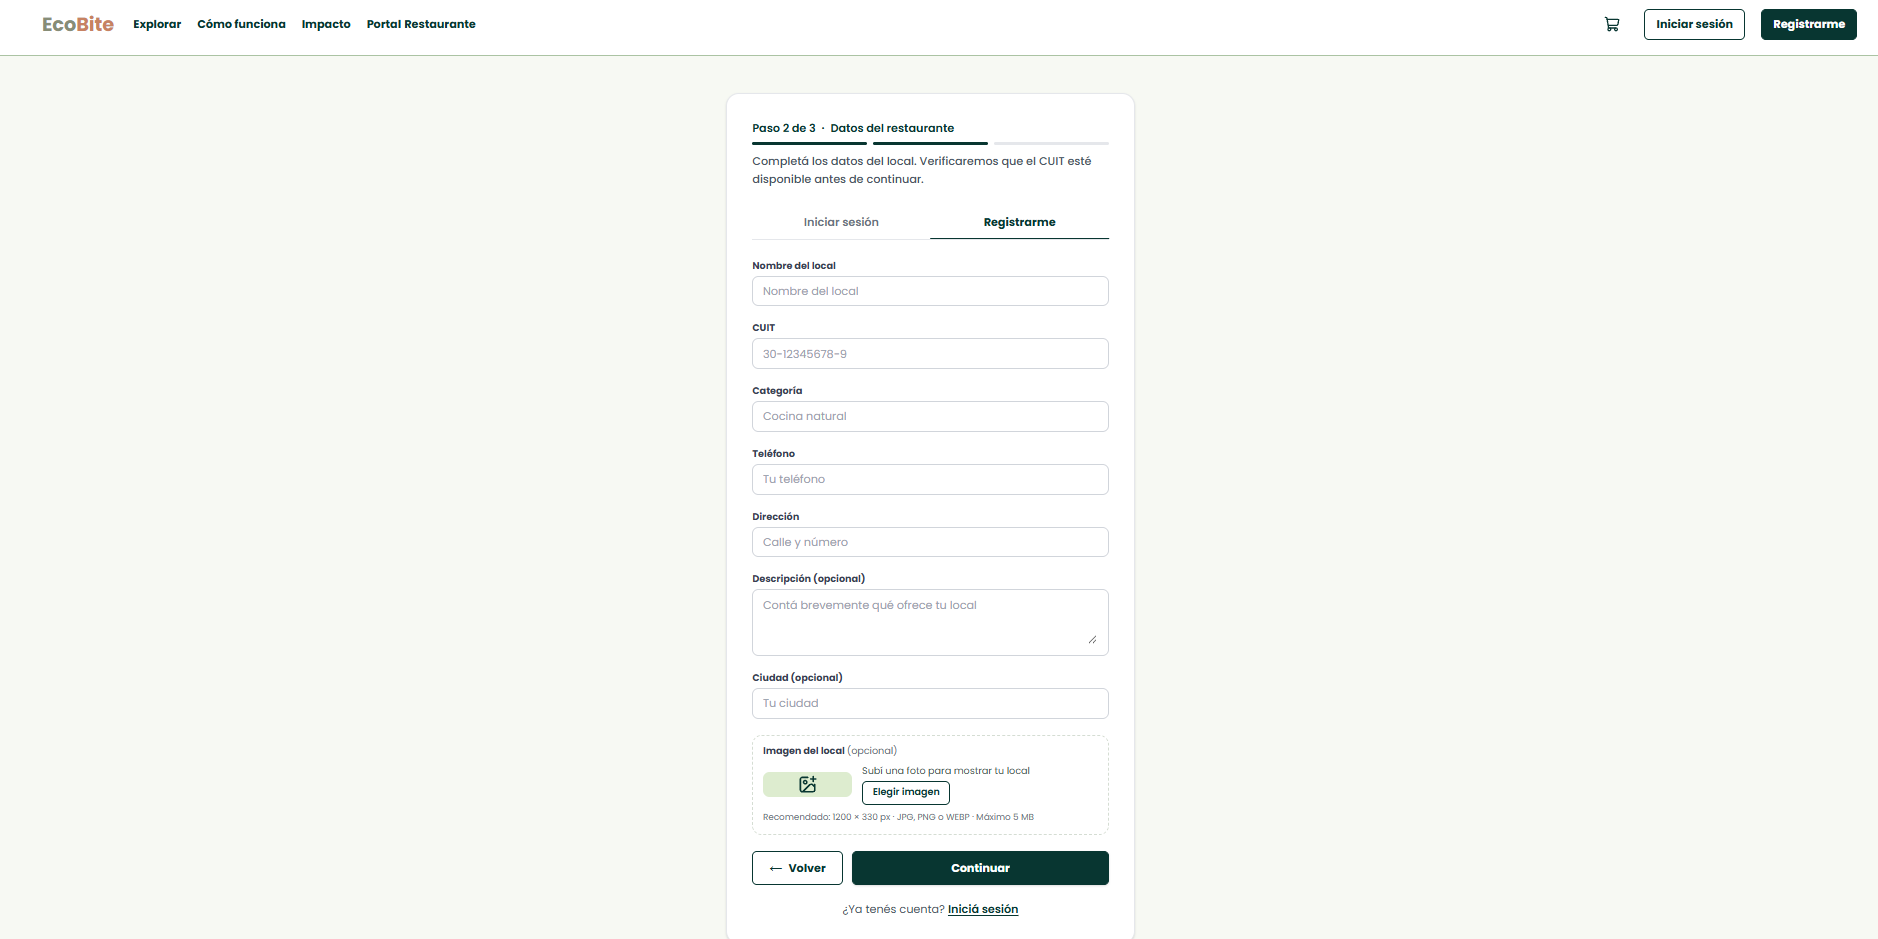 EcoBite
Explorar
Cómo funciona
Impacto
Portal Restaurante
Iniciar sesión
Registrarme
Paso 2 de 3 · Datos del restaurante
Completá los datos del local. Verificaremos que el CUIT esté
disponible antes de continuar.
Iniciar sesión
Registrarme
Nombre del local
Nombre del local
CUIT
30-12345678-9
Categoría
Cocina natural
Teléfono
Tu teléfono
Dirección
Calle y número
Descripción (opcional)
Contá brevemente qué ofrece tu local
Ciudad (opcional)
Tu ciudad
Imagen del local (opcional)
Subí una foto para mostrar tu local
Elegir imagen
Recomendado: 1200 × 330 px · JPG, PNG o WEBP · Máximo 5 MB
← Volver
Continuar
¿Ya tenés cuenta? Iniciá sesión